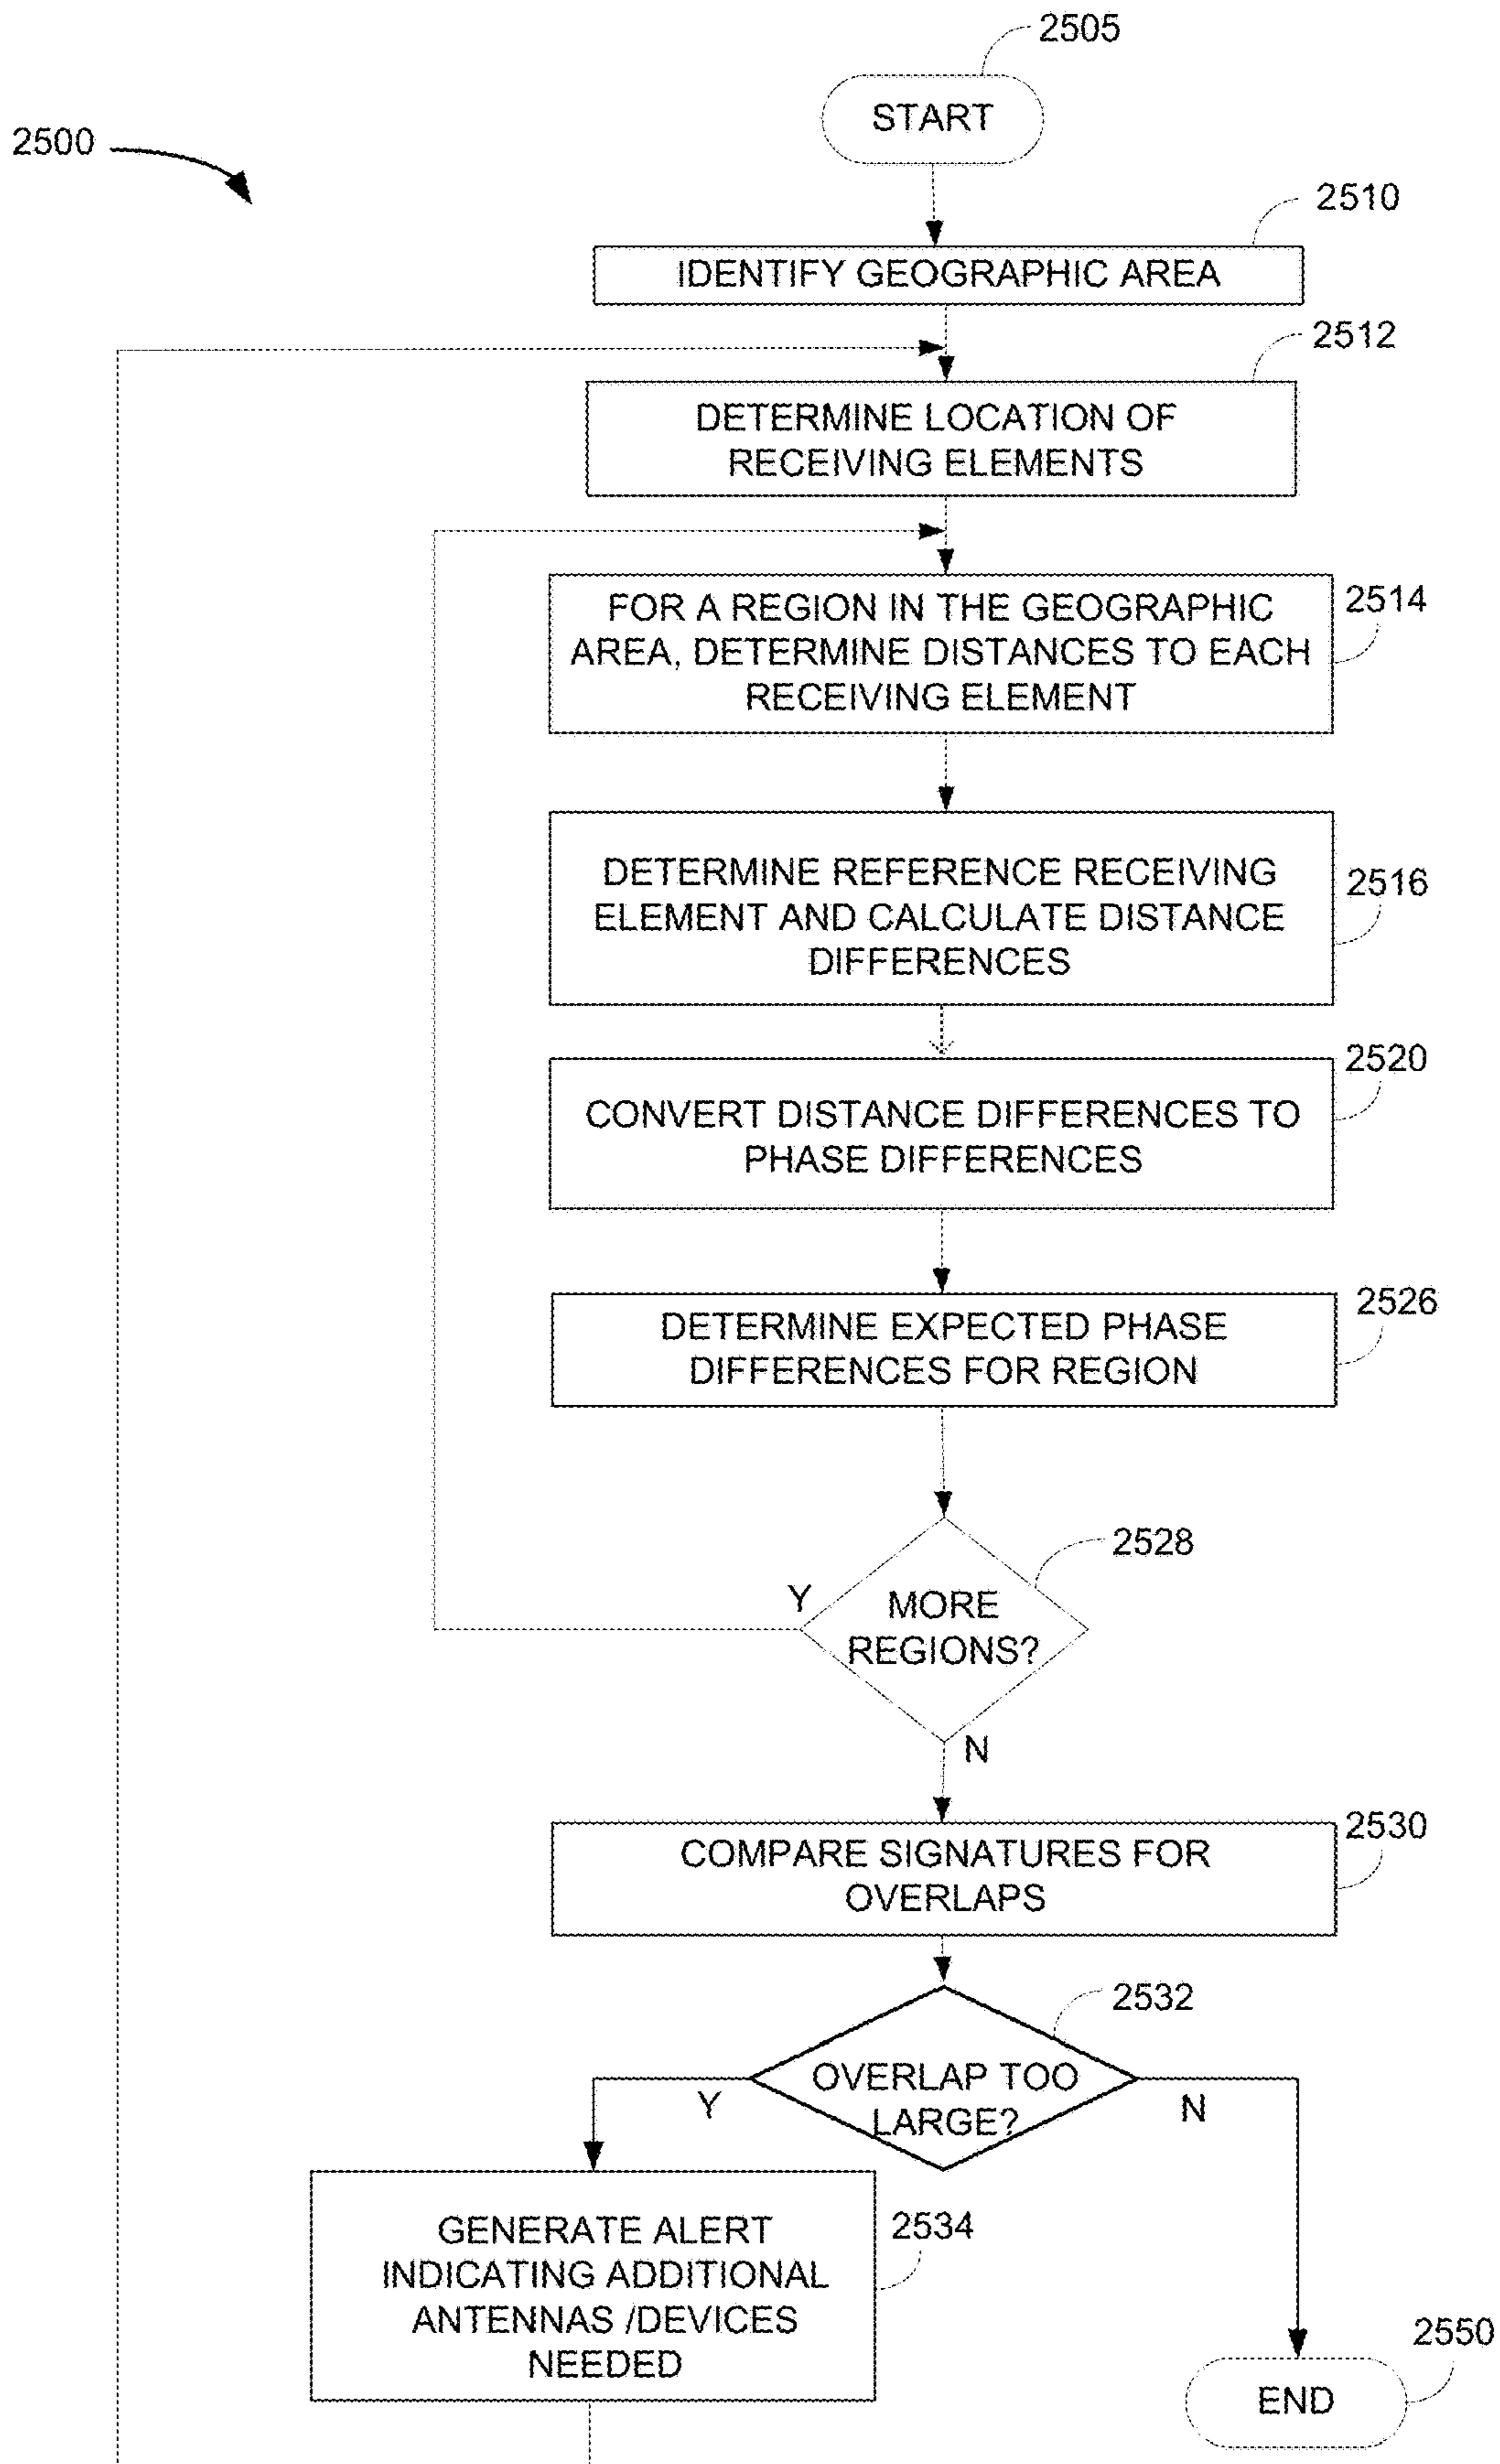 2505
START
2500
2510
IDENTIFY GEOGRAPHIC AREA
2512
DETERMINE LOCATION OF
RECEIVING ELEMENTS
FOR A REGION IN THE GEOGRAPHIC
AREA, DETERMINE DISTANCES TO EACH
RECEIVING ELEMENT
2514
DETERMINE REFERENCE RECEIVING
ELEMENT AND CALCULATE DISTANCE
DIFFERENCES
2516
2520
CONVERT DISTANCE DIFFERENCES TO
PHASE DIFFERENCES
2526
DETERMINE EXPECTED PHASE
DIFFERENCES FOR REGION
2528
Y
MORE
REGIONS?
N
2530
COMPARE SIGNATURES FOR
OVERLAPS
2532
OVERLAP TOO
LARGE?
Y
N
GENERATE ALERT
INDICATING ADDITIONAL
ANTENNAS /DEVICES
NEEDED
2534
2550
END